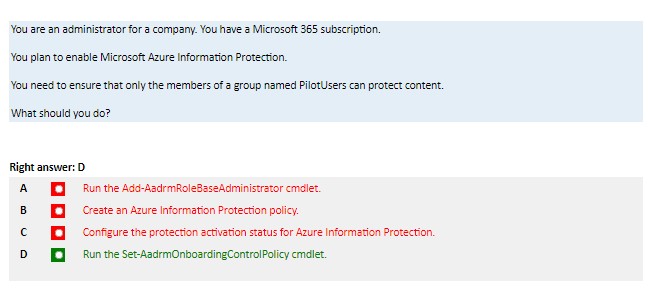 You are an administrator for a company. You have a Microsoft 365 subscription.
You plan to enable Microsoft Azure Information Protection.
You need to ensure that only the members of a group named PilotUsers can protect content.
What should you do?
Right answer: D
A Run the Add-AadrmRoleBaseAdministrator cmdlet.
B Create an Azure Information Protection policy.
C Configure the protection activation status for Azure Information Protection.
D Run the Set-AadrmOnboardingControlPolicy cmdlet.